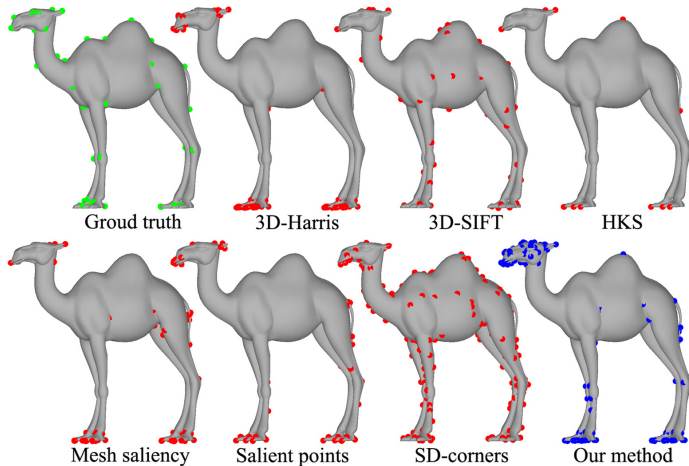 Groud truth
3D-Harris
3D-SIFT
HKS
Mesh saliency
Salient points
SD-corners
Our method